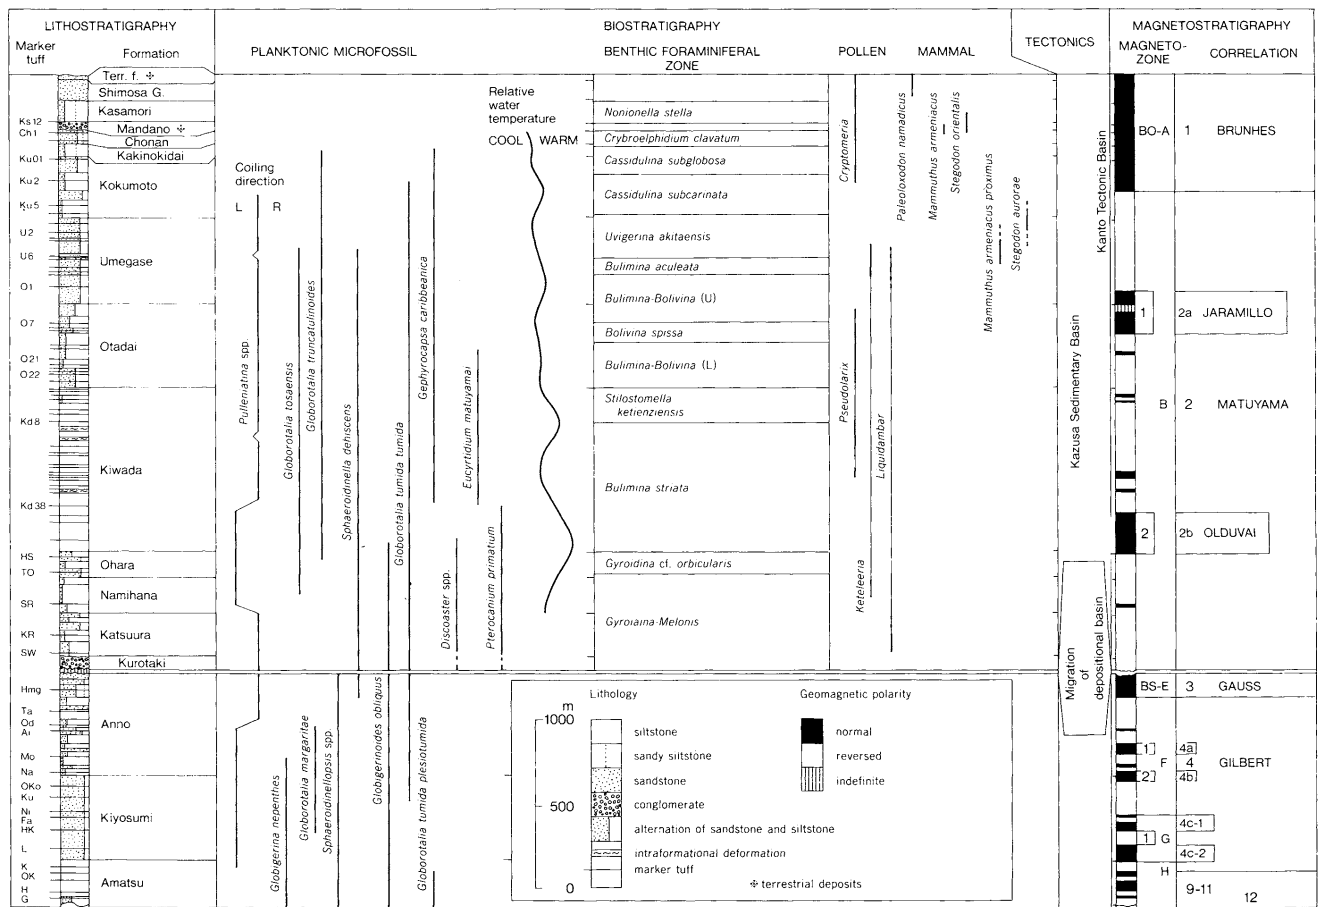 LITHOSTRATIGRAPHY
BIOSTRATIGRAPHY
TECTONICS
MAGNETOSTRATIGRAPHY
Marker
tuff
Formation
PLANKTONIC MICROFOSSIL
BENTHIC FORAMINIFERAL
ZONE
POLLEN
MAMMAL
MAGNETO-
ZONE
CORRELATION
Ks12
Ch1
Ku01
Ku2
Ku5
U2
U6
O1
O7
O21
O22
Kd8
Kd38
HS
TO
SR
KR
SW
Hmg
Ta
Od
Ai
Mo
Na
OKo
Ku
Ni
Fa
HK
L
K
OK
H
G
Terr. f. ✢
Shimosa G.
Kasamori
Mandano ✢
Chonan
Kakinokidai
Kokumoto
Umegase
Otadai
Kiwada
Ohara
Namihana
Katsuura
Kurotaki
Anno
Kiyosumi
Amatsu
Coiling
direction
L R
Pulleniatina spp.
Globorotalia tosaensis
Globorotalia truncatulinoides
Sphaeroidinella dehiscens
Globorotalia tumida tumida
Gephyrocapsa caribbeanica
Eucyrtidium matuyamai
Discoaster spp.
Pterocanium primatium
Globigerina nepenthes
Globorotalia margaritae
Sphaeroidinellopsis spp.
Globigerinoides obliquus
Globorotalia tumida plesiotumida
Relative
water
temperature
COOL WARM
Nonionella stella
Crybroelphidium clavatum
Cassidulina subglobosa
Cassidulina subcarinata
Uvigerina akitaensis
Bulimina aculeata
Bulimina-Bolivina (U)
Bolivina spissa
Bulimina-Bolivina (L)
Stilostomella
ketienziensis
Bulimina striata
Gyroidina cf. orbicularis
Gyroidina-Melonis
Cryptomeria
Pseudolarix
Liquidambar
Keteleeria
Paleoloxodon namadicus
Mammuthus armeniacus
Stegodon orientalis
Mammuthus armeniacus proximus
Stegodon aurorae
Kanto Tectonic Basin
Kazusa Sedimentary Basin
Migration
of
depositional basin
BO-A 1 BRUNHES
1 2a JARAMILLO
B 2 MATUYAMA
2 2b OLDUVAI
BS-E 3 GAUSS
1 4a
F 4 GILBERT
2 4b
4c-1
1 G
4c-2
H
9-11
12
Lithology
m
1000
500
0
siltstone
sandy siltstone
sandstone
conglomerate
alternation of sandstone and siltstone
intraformational deformation
marker tuff
Geomagnetic polarity
normal
reversed
indefinite
✢ terrestrial deposits